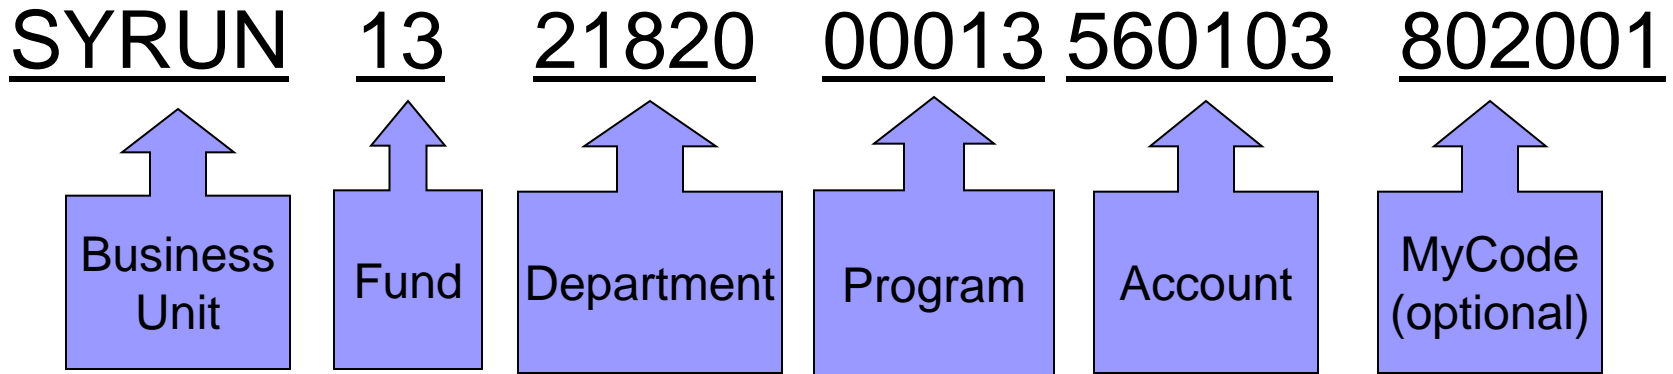 SYRUN 13 21820 00013 560103 802001
Business
Unit
Fund
Department
Program
Account
MyCode
(optional)